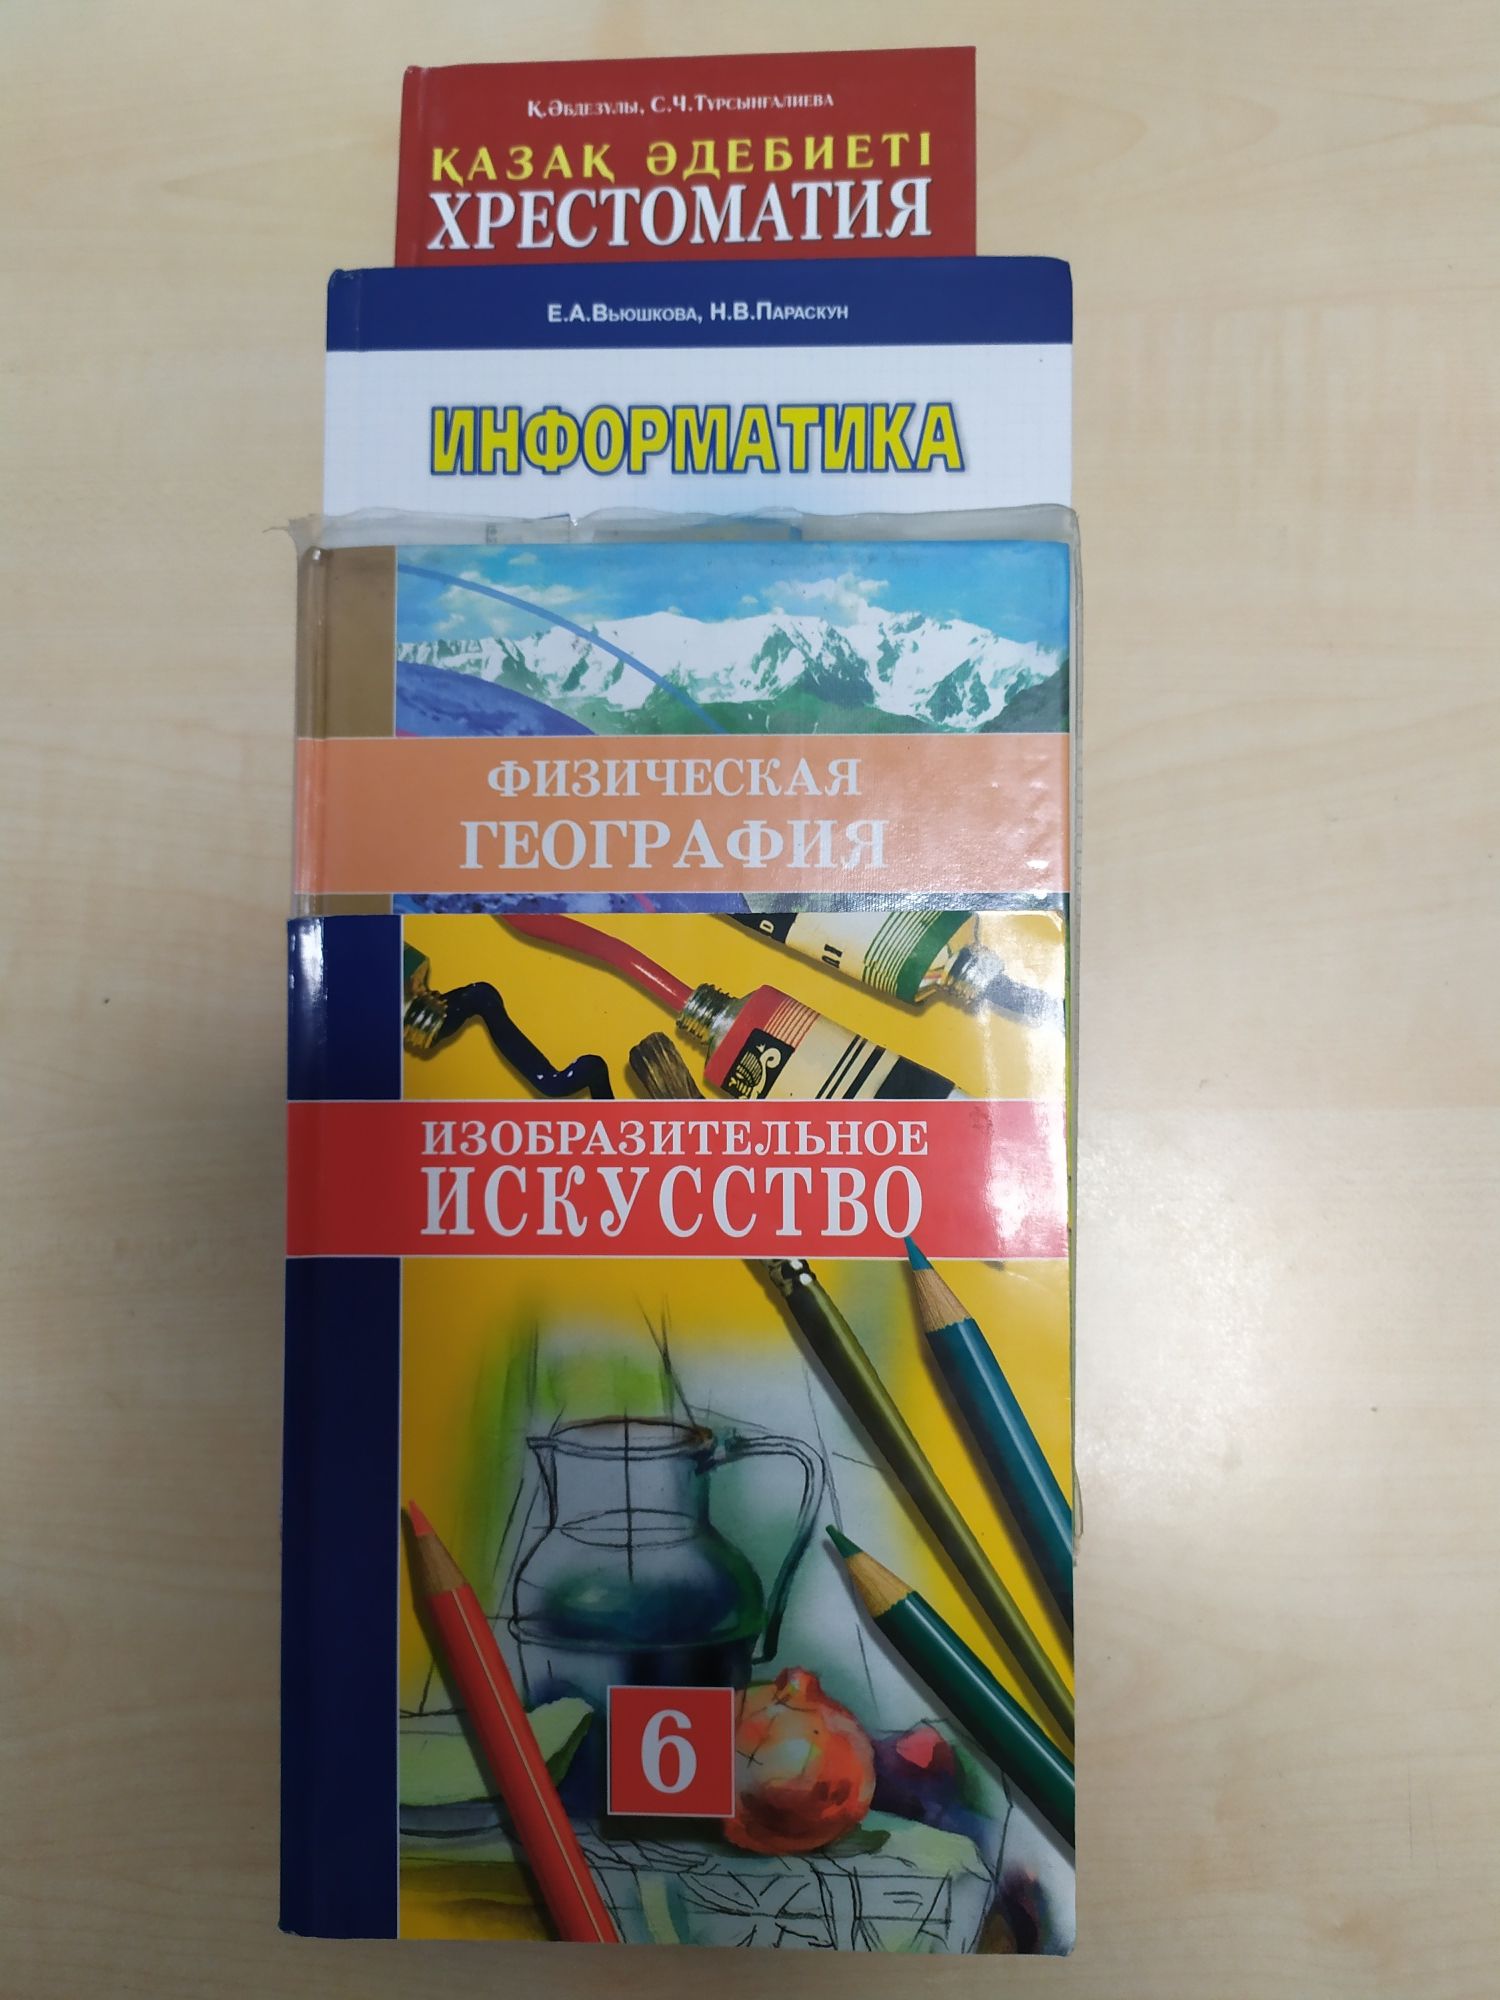 Қ.Әбдезұлы, С.Ч.Тұрсынғалиева
ҚАЗАҚ ӘДЕБИЕТІ
ХРЕСТОМАТИЯ
Е.А.Вьюшкова, Н.В.Параскун
ИНФОРМАТИКА
ФИЗИЧЕСКАЯ
ГЕОГРАФИЯ
ИЗОБРАЗИТЕЛЬНОЕ
ИСКУССТВО
6